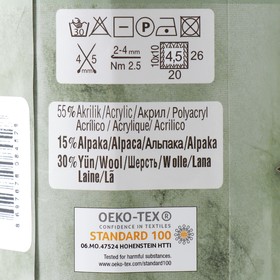 30 P
4 5
2-4 mm
Nm 2.5
10x10
4,5
26
20
55% Akrilik/Acrylic/Акрил/Polyacryl
Acrílico/Acrylique/Acrilico
15% Alpaka/Alpaca/Альпака/Alpaka
30% Yün/Wool/Шерсть/Wolle/Lana
Laine/Lã
OEKO-TEX®
CONFIDENCE IN TEXTILES
STANDARD 100
06.MO.47524 HOHENSTEIN HTTI
Tested for harmful substances.
www.oeko-tex.com/standard100